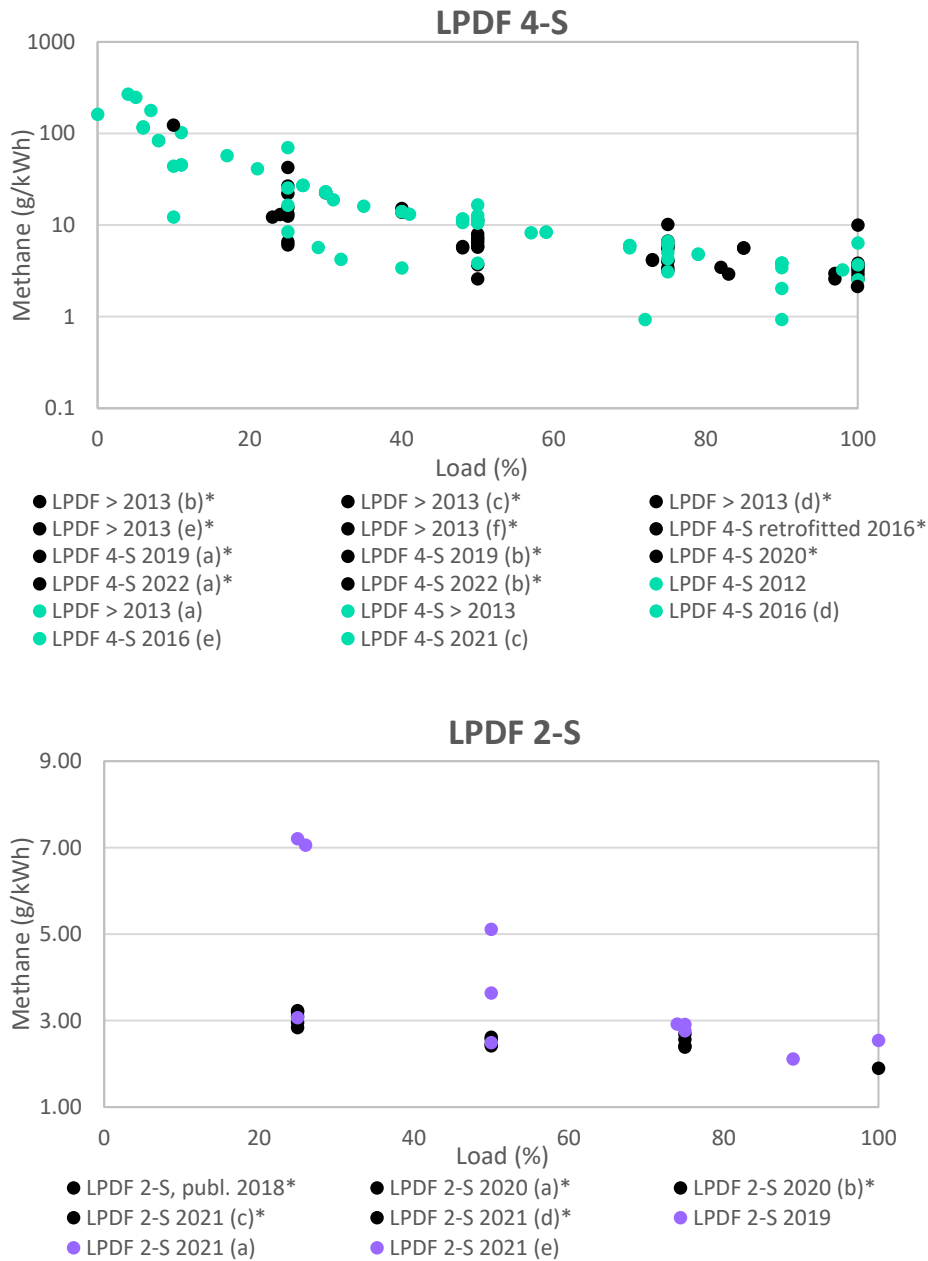 LPDF 4-S
1000
100
10
1
0.1
Methane (g/kWh)
0 20 40 60 80 100
Load (%)
LPDF > 2013 (b)* LPDF > 2013 (c)* LPDF > 2013 (d)*
LPDF > 2013 (e)* LPDF > 2013 (f)* LPDF 4-S retrofitted 2016*
LPDF 4-S 2019 (a)* LPDF 4-S 2019 (b)* LPDF 4-S 2020*
LPDF 4-S 2022 (a)* LPDF 4-S 2022 (b)* LPDF 4-S 2012
LPDF > 2013 (a) LPDF 4-S > 2013 LPDF 4-S 2016 (d)
LPDF 4-S 2016 (e) LPDF 4-S 2021 (c)
LPDF 2-S
9.00
7.00
5.00
3.00
1.00
Methane (g/kWh)
0 20 40 60 80 100
Load (%)
LPDF 2-S, publ. 2018* LPDF 2-S 2020 (a)* LPDF 2-S 2020 (b)*
LPDF 2-S 2021 (c)* LPDF 2-S 2021 (d)* LPDF 2-S 2019
LPDF 2-S 2021 (a) LPDF 2-S 2021 (e)